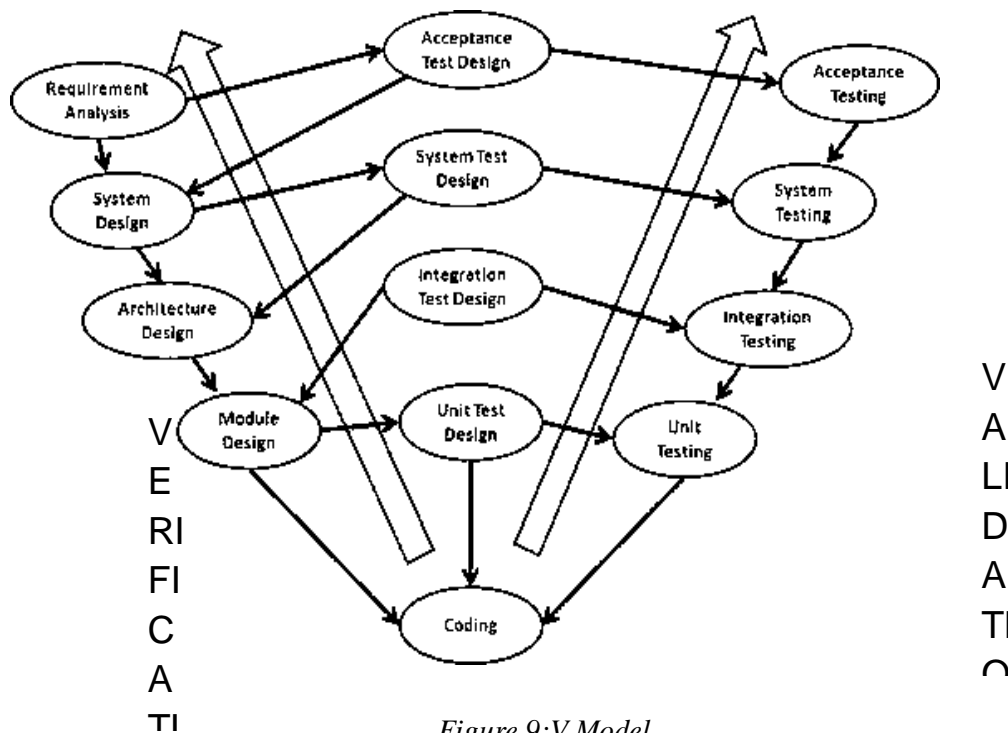 Acceptance
Test Design
Requirement
Analysis
Acceptance
Testing
System Test
Design
System
Design
System
Testing
Integration
Test Design
Architecture
Design
Integration
Testing
Module
Design
Unit Test
Design
Unit
Testing
Coding
V
E
RI
FI
C
A
TI
V
A
LI
D
A
TI
O
Figure 9:V Model